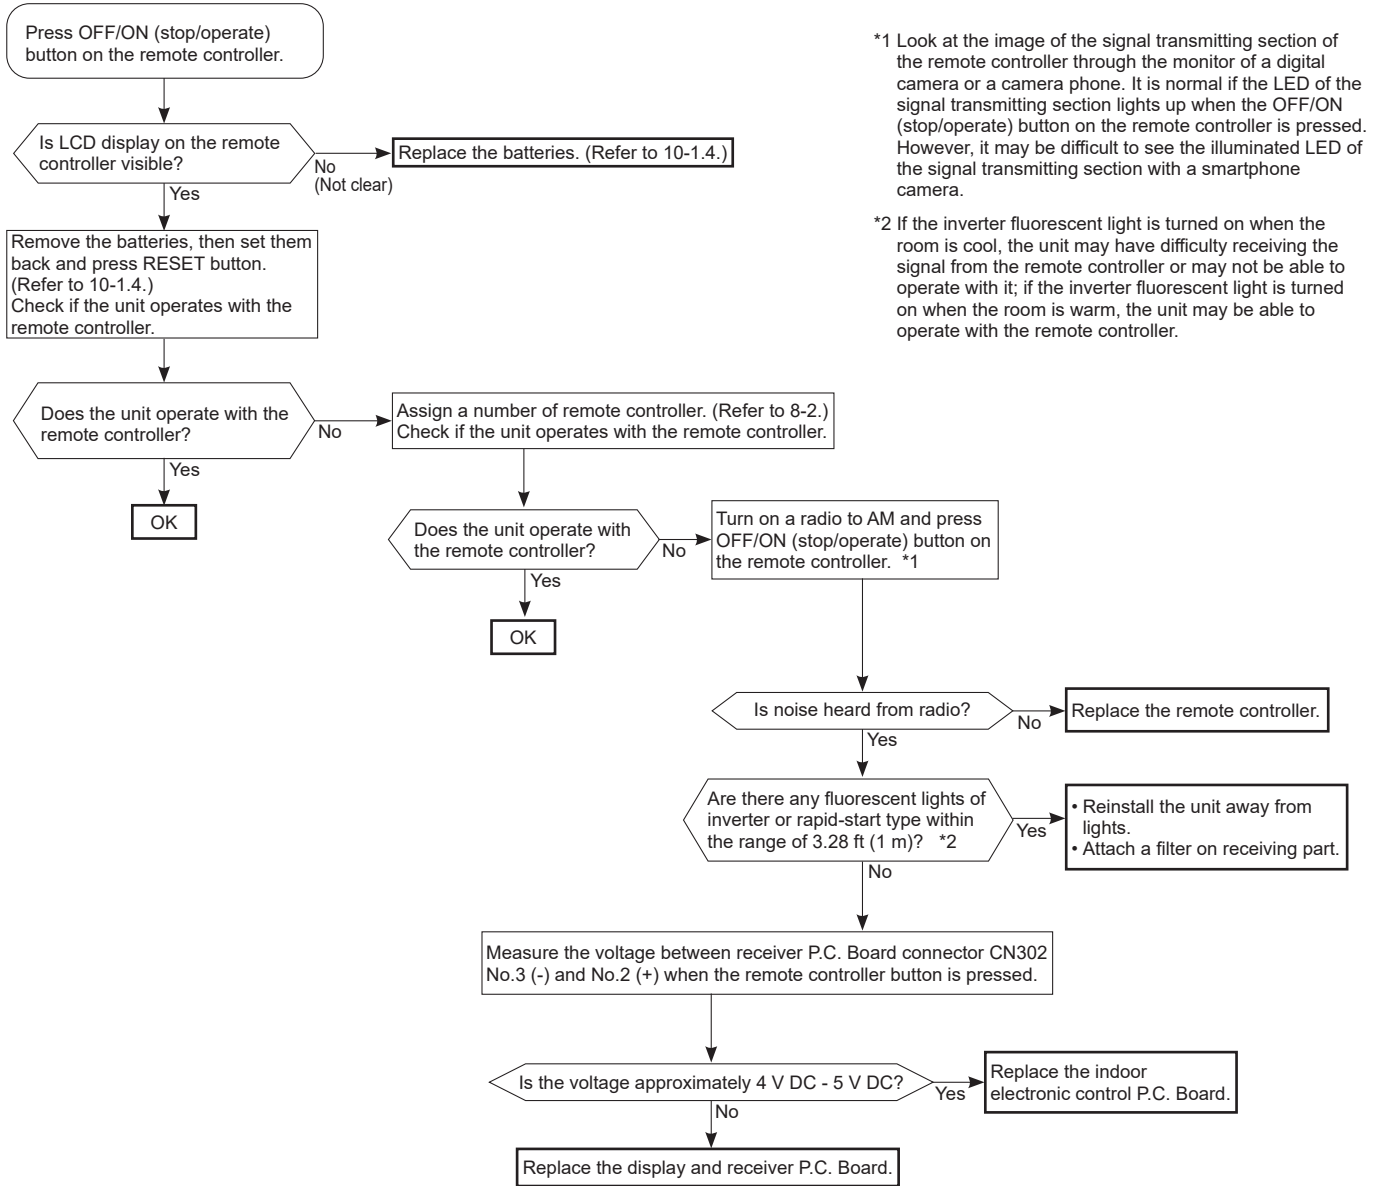 Press OFF/ON (stop/operate)
button on the remote controller.
Is LCD display on the remote
controller visible?
No
(Not clear)
Replace the batteries. (Refer to 10-1.4.)
Yes
Remove the batteries, then set them
back and press RESET button.
(Refer to 10-1.4.)
Check if the unit operates with the
remote controller.
Does the unit operate with the
remote controller?
No
Yes
OK
Assign a number of remote controller. (Refer to 8-2.)
Check if the unit operates with the remote controller.
Does the unit operate with
the remote controller?
No
Yes
OK
Turn on a radio to AM and press
OFF/ON (stop/operate) button on
the remote controller. *1
Is noise heard from radio?
No
Replace the remote controller.
Yes
Are there any fluorescent lights of
inverter or rapid-start type within
the range of 3.28 ft (1 m)? *2
Yes
• Reinstall the unit away from
lights.
• Attach a filter on receiving part.
No
Measure the voltage between receiver P.C. Board connector CN302
No.3 (-) and No.2 (+) when the remote controller button is pressed.
Is the voltage approximately 4 V DC - 5 V DC?
Yes
Replace the indoor
electronic control P.C. Board.
No
Replace the display and receiver P.C. Board.
*1 Look at the image of the signal transmitting section of
the remote controller through the monitor of a digital
camera or a camera phone. It is normal if the LED of the
signal transmitting section lights up when the OFF/ON
(stop/operate) button on the remote controller is pressed.
However, it may be difficult to see the illuminated LED of
the signal transmitting section with a smartphone
camera.
*2 If the inverter fluorescent light is turned on when the
room is cool, the unit may have difficulty receiving the
signal from the remote controller or may not be able to
operate with it; if the inverter fluorescent light is turned
on when the room is warm, the unit may be able to
operate with the remote controller.